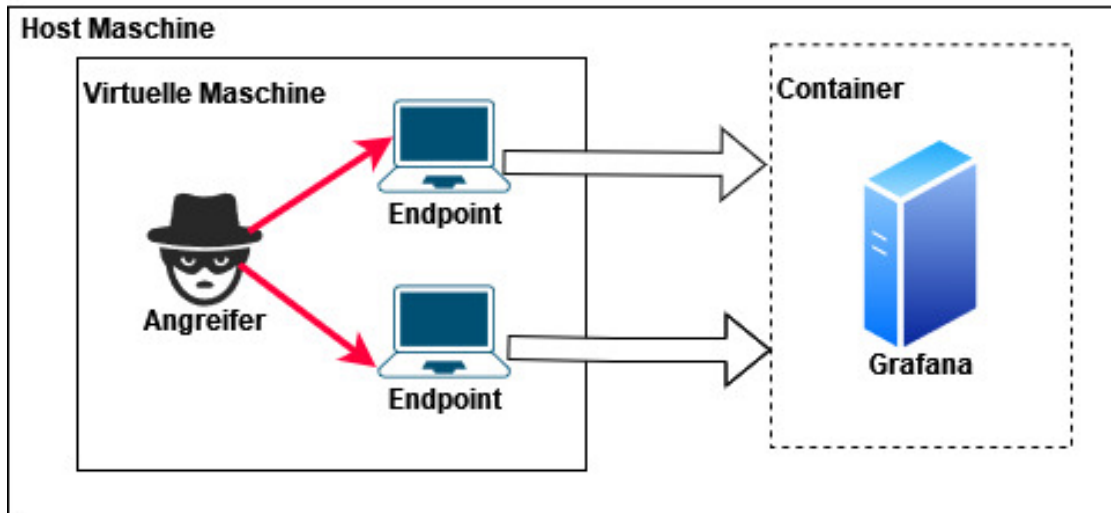 Host Maschine
Virtuelle Maschine
Container
Endpoint
Angreifer
Grafana
Endpoint